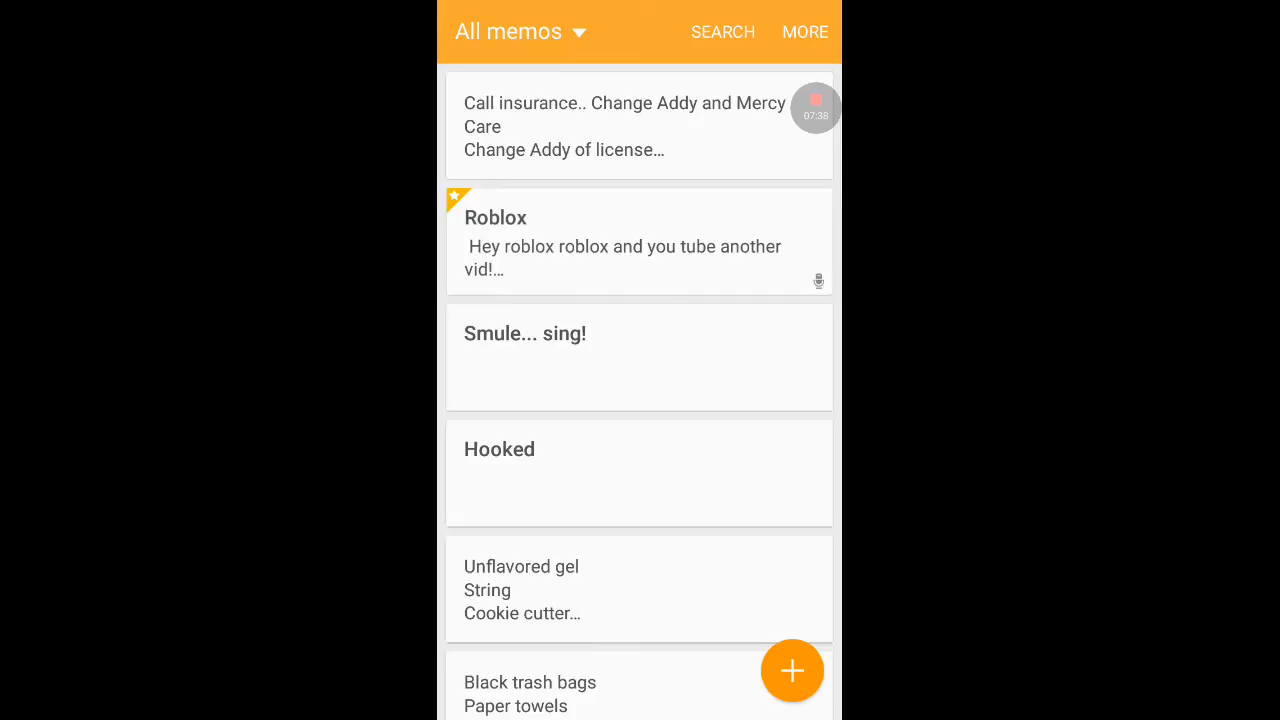 All memos
SEARCH
MORE
Call insurance.. Change Addy and Mercy
Care
Change Addy of license...
07:38
Roblox
Hey roblox roblox and you tube another
vid!...
Smule... sing!
Hooked
Unflavored gel
String
Cookie cutter...
Black trash bags
Paper towels